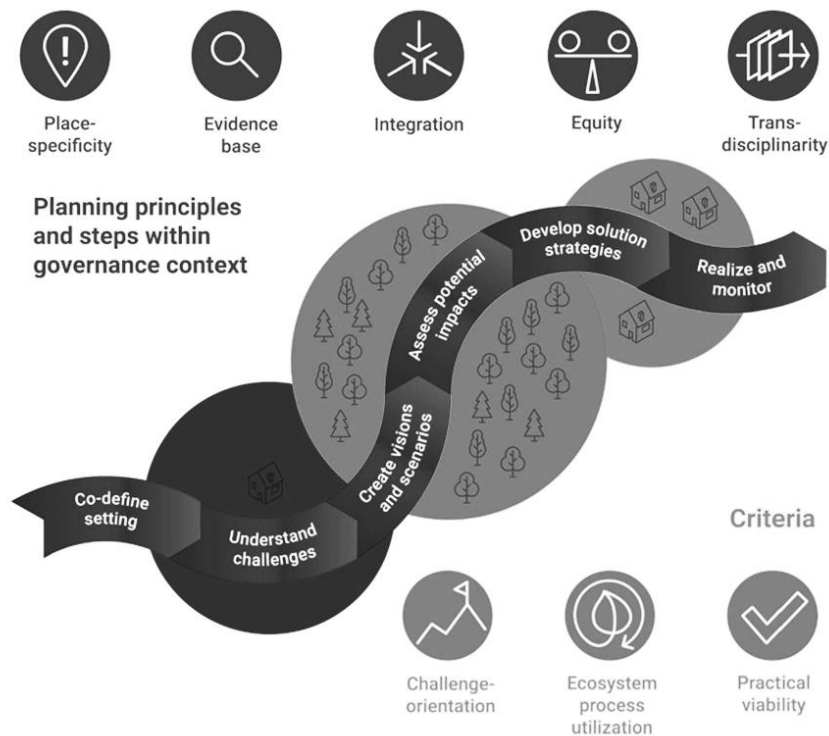 Place-
specificity
Evidence
base
Integration
Equity
Trans-
disciplinarity
Planning principles
and steps within
governance context
Co-define
setting
Understand
challenges
Create visions
and scenarios
Assess potential
impacts
Develop solution
strategies
Realize and
monitor
Criteria
Challenge-
orientation
Ecosystem
process
utilization
Practical
viability